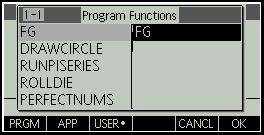 1-1 Program Functions
FG
FG
DRAWCIRCLE
RUNPISERIES
ROLLDIE
PERFECTNUMS
PRGM APP USER• CANCL OK